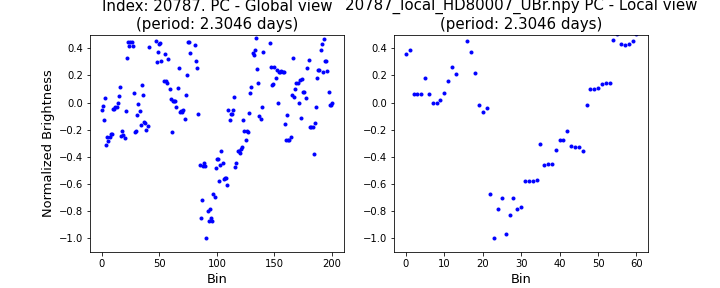 Index: 20787. PC - Global view
(period: 2.3046 days)
20787_local_HD80007_UBr.npy PC - Local view
(period: 2.3046 days)
Normalized Brightness
0.4
0.2
0.0
−0.2
−0.4
−0.6
−0.8
−1.0
0 50 100 150 200
Bin
0.4
0.2
0.0
−0.2
−0.4
−0.6
−0.8
−1.0
0 10 20 30 40 50 60
Bin